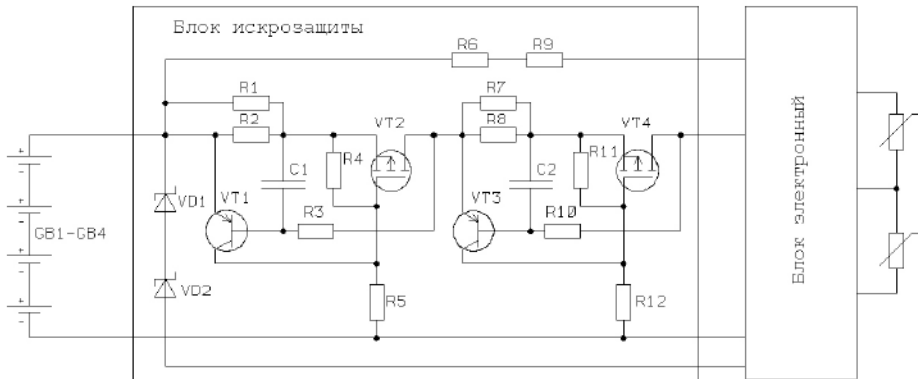 Блок искрозащиты
R6
R9
R1
R7
R2
VT2
R8
VT4
R4
R11
C1
C2
VD1
VT1
R3
VT3
R10
GB1-GB4
VD2
R5
R12
Блок электронный